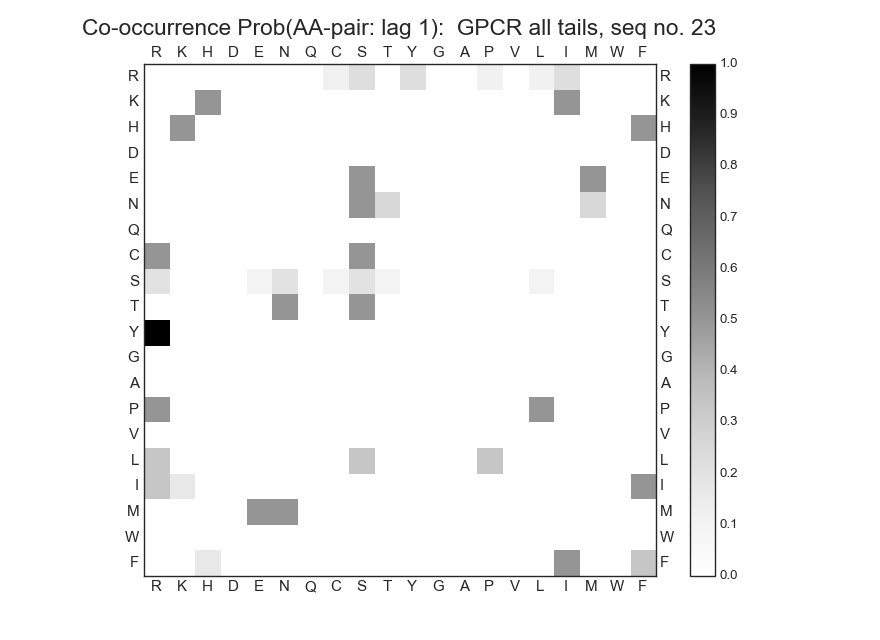 Co-occurrence Prob(AA-pair: lag 1):  GPCR all tails, seq no. 23
R K H D E N Q C S T Y G A P V L I M W F
R R 1.0
K K
H H 0.9
D D
E E 0.8
N N 0.7
Q Q
C C 0.6
S S
T T 0.5
Y Y
G G 0.4
A A
P P 0.3
V V
L L 0.2
I I
M M 0.1
W W
F F 0.0
R K H D E N Q C S T Y G A P V L I M W F